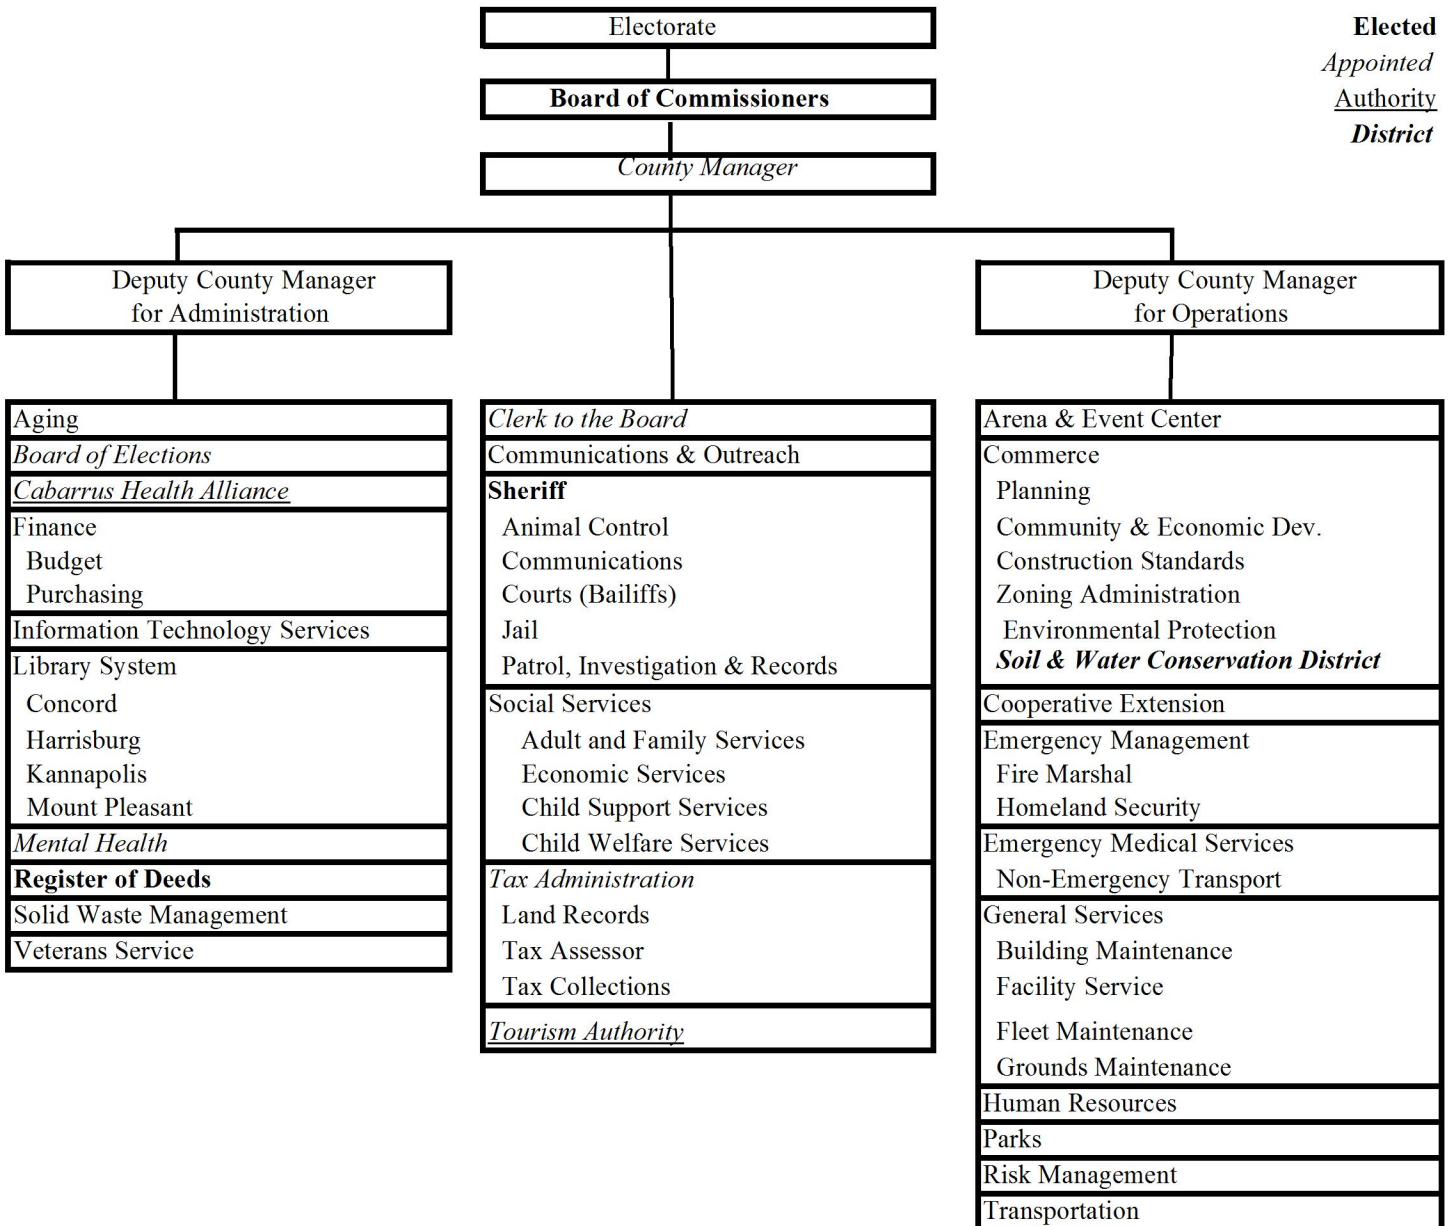 Electorate
Elected
Appointed
Authority
District
Board of Commissioners
County Manager
Deputy County Manager
for Administration
Deputy County Manager
for Operations
Aging
Board of Elections
Cabarrus Health Alliance
Finance
Budget
Purchasing
Information Technology Services
Library System
Concord
Harrisburg
Kannapolis
Mount Pleasant
Mental Health
Register of Deeds
Solid Waste Management
Veterans Service
Clerk to the Board
Communications & Outreach
Sheriff
Animal Control
Communications
Courts (Bailiffs)
Jail
Patrol, Investigation & Records
Social Services
Adult and Family Services
Economic Services
Child Support Services
Child Welfare Services
Tax Administration
Land Records
Tax Assessor
Tax Collections
Tourism Authority
Arena & Event Center
Commerce
Planning
Community & Economic Dev.
Construction Standards
Zoning Administration
Environmental Protection
Soil & Water Conservation District
Cooperative Extension
Emergency Management
Fire Marshal
Homeland Security
Emergency Medical Services
Non-Emergency Transport
General Services
Building Maintenance
Facility Service
Fleet Maintenance
Grounds Maintenance
Human Resources
Parks
Risk Management
Transportation